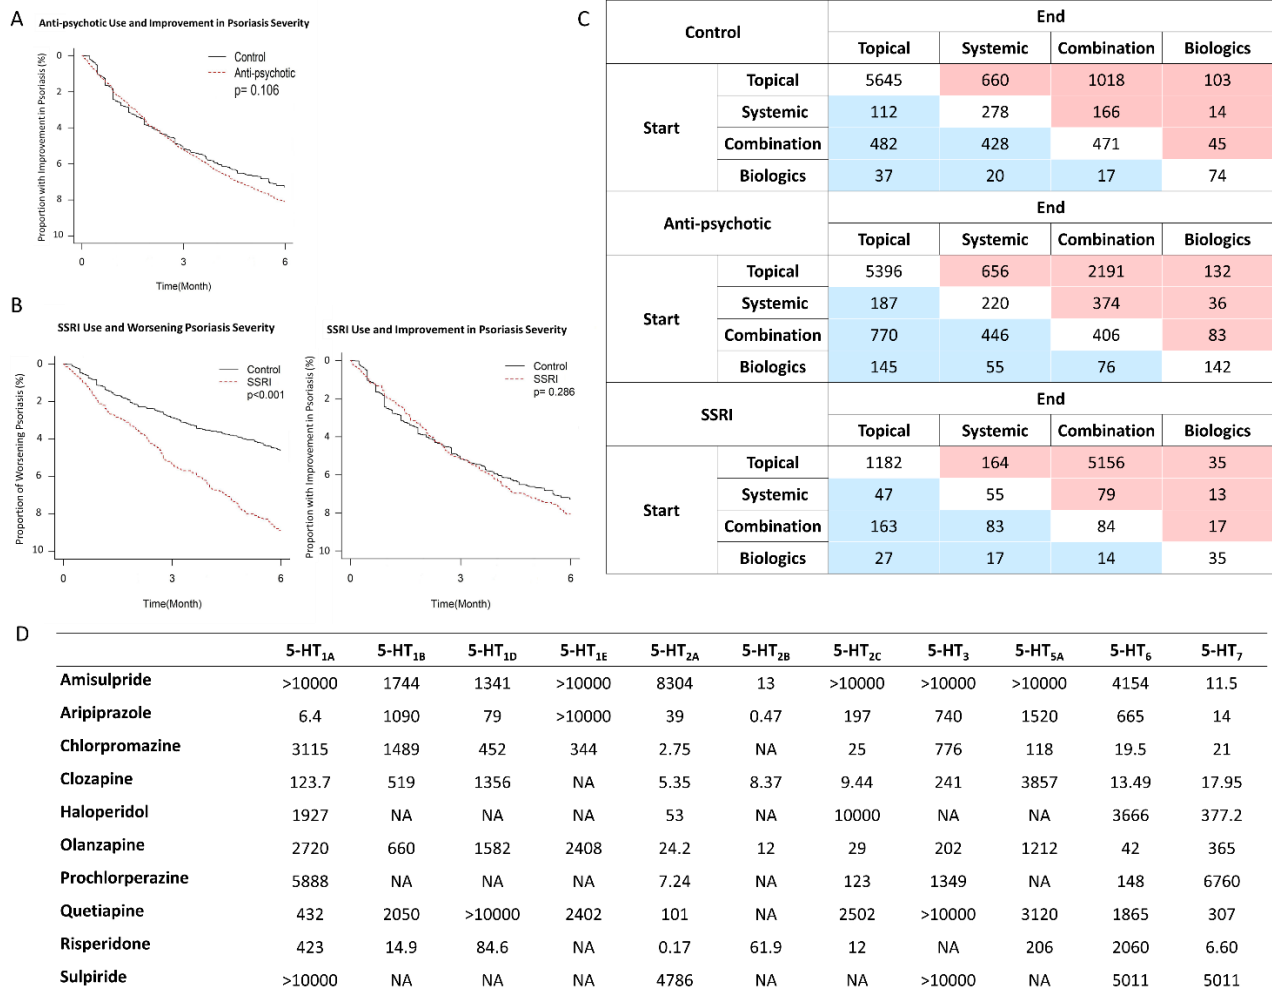 A
Anti-psychotic Use and Improvement in Psoriasis Severity
Proportion with Improvement in Psoriasis (%)
0
2
4
6
8
10
Control
Anti-psychotic
p= 0.106
0 3 6
Time(Month)
B
SSRI Use and Worsening Psoriasis Severity
Proportion of Worsening Psoriasis (%)
0
2
4
6
8
10
Control
SSRI
p<0.001
0 3 6
Time(Month)
SSRI Use and Improvement in Psoriasis Severity
Proportion with Improvement in Psoriasis (%)
0
2
4
6
8
10
Control
SSRI
p= 0.286
0 3 6
Time(Month)
C
Control End
Topical Systemic Combination Biologics
Start
Topical 5645 660 1018 103
Systemic 112 278 166 14
Combination 482 428 471 45
Biologics 37 20 17 74
Anti-psychotic End
Topical Systemic Combination Biologics
Start
Topical 5396 656 2191 132
Systemic 187 220 374 36
Combination 770 446 406 83
Biologics 145 55 76 142
SSRI End
Topical Systemic Combination Biologics
Start
Topical 1182 164 5156 35
Systemic 47 55 79 13
Combination 163 83 84 17
Biologics 27 17 14 35
D
5-HT1A 5-HT1B 5-HT1D 5-HT1E 5-HT2A 5-HT2B 5-HT2C 5-HT3 5-HT5A 5-HT6 5-HT7
Amisulpride >10000 1744 1341 >10000 8304 13 >10000 >10000 >10000 4154 11.5
Aripiprazole 6.4 1090 79 >10000 39 0.47 197 740 1520 665 14
Chlorpromazine 3115 1489 452 344 2.75 NA 25 776 118 19.5 21
Clozapine 123.7 519 1356 NA 5.35 8.37 9.44 241 3857 13.49 17.95
Haloperidol 1927 NA NA NA 53 NA 10000 NA NA 3666 377.2
Olanzapine 2720 660 1582 2408 24.2 12 29 202 1212 42 365
Prochlorperazine 5888 NA NA NA 7.24 NA 123 1349 NA 148 6760
Quetiapine 432 2050 >10000 2402 101 NA 2502 >10000 3120 1865 307
Risperidone 423 14.9 84.6 NA 0.17 61.9 12 NA 206 2060 6.60
Sulpiride >10000 NA NA NA 4786 NA NA >10000 NA 5011 5011